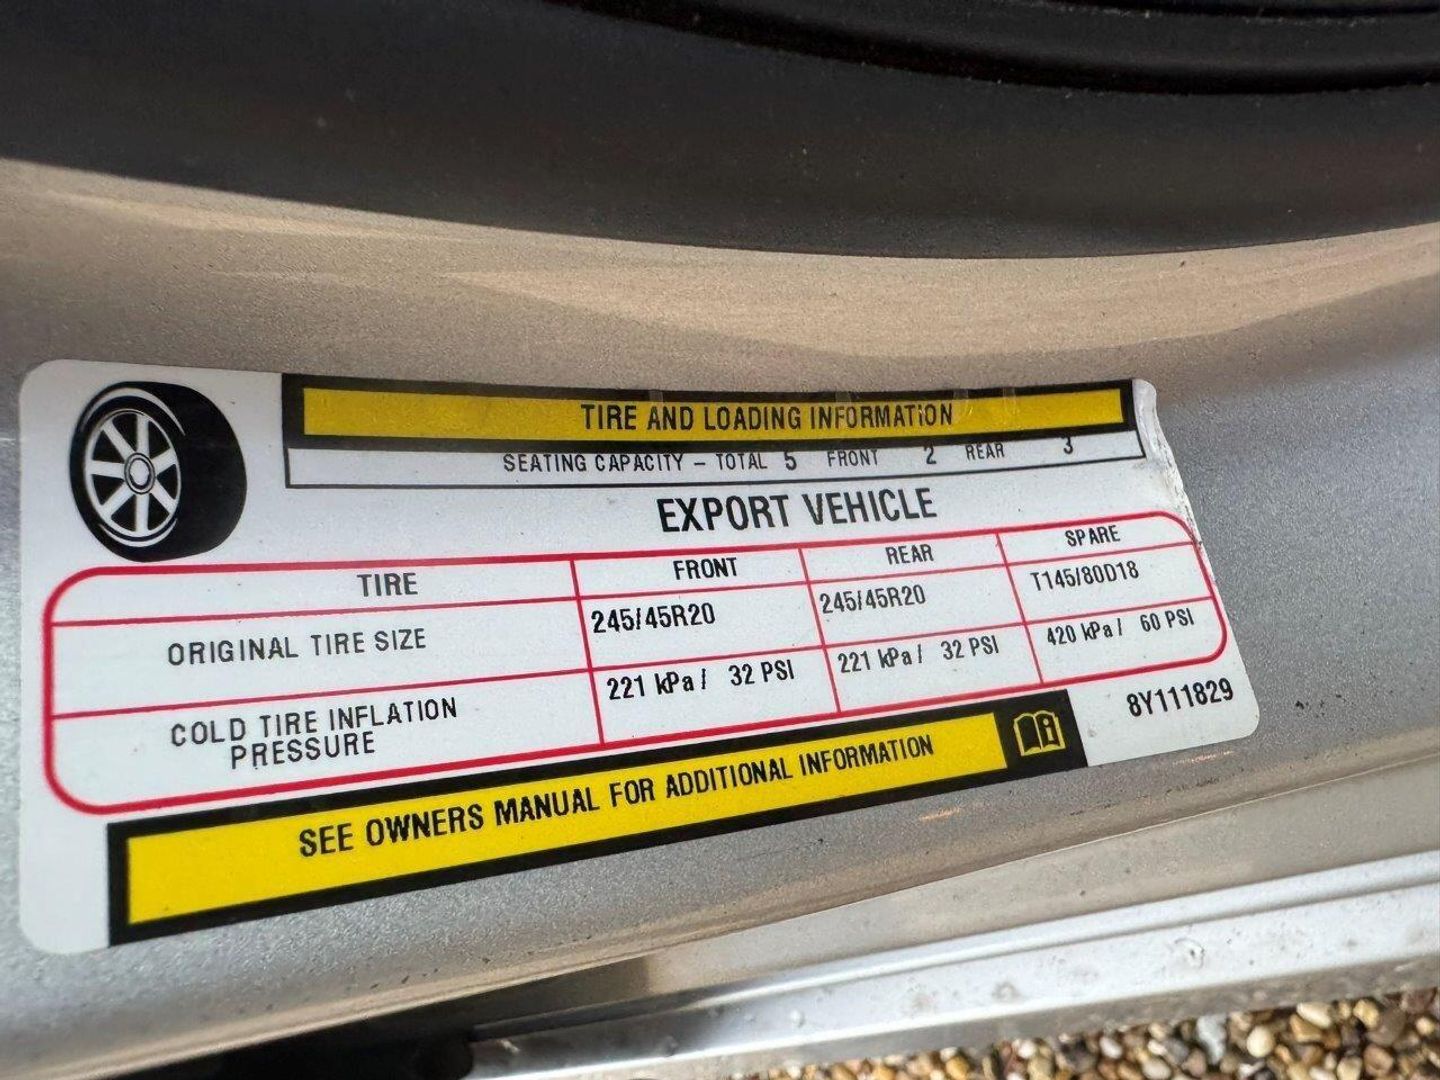 TIRE AND LOADING INFORMATION
SEATING CAPACITY – TOTAL 5 FRONT 2 REAR 3
EXPORT VEHICLE
TIRE FRONT REAR SPARE
ORIGINAL TIRE SIZE 245/45R20 245/45R20 T145/80D18
COLD TIRE INFLATION PRESSURE 221 kPa/ 32 PSI 221 kPa/ 32 PSI 420 kPa/ 60 PSI
SEE OWNERS MANUAL FOR ADDITIONAL INFORMATION
8Y111829